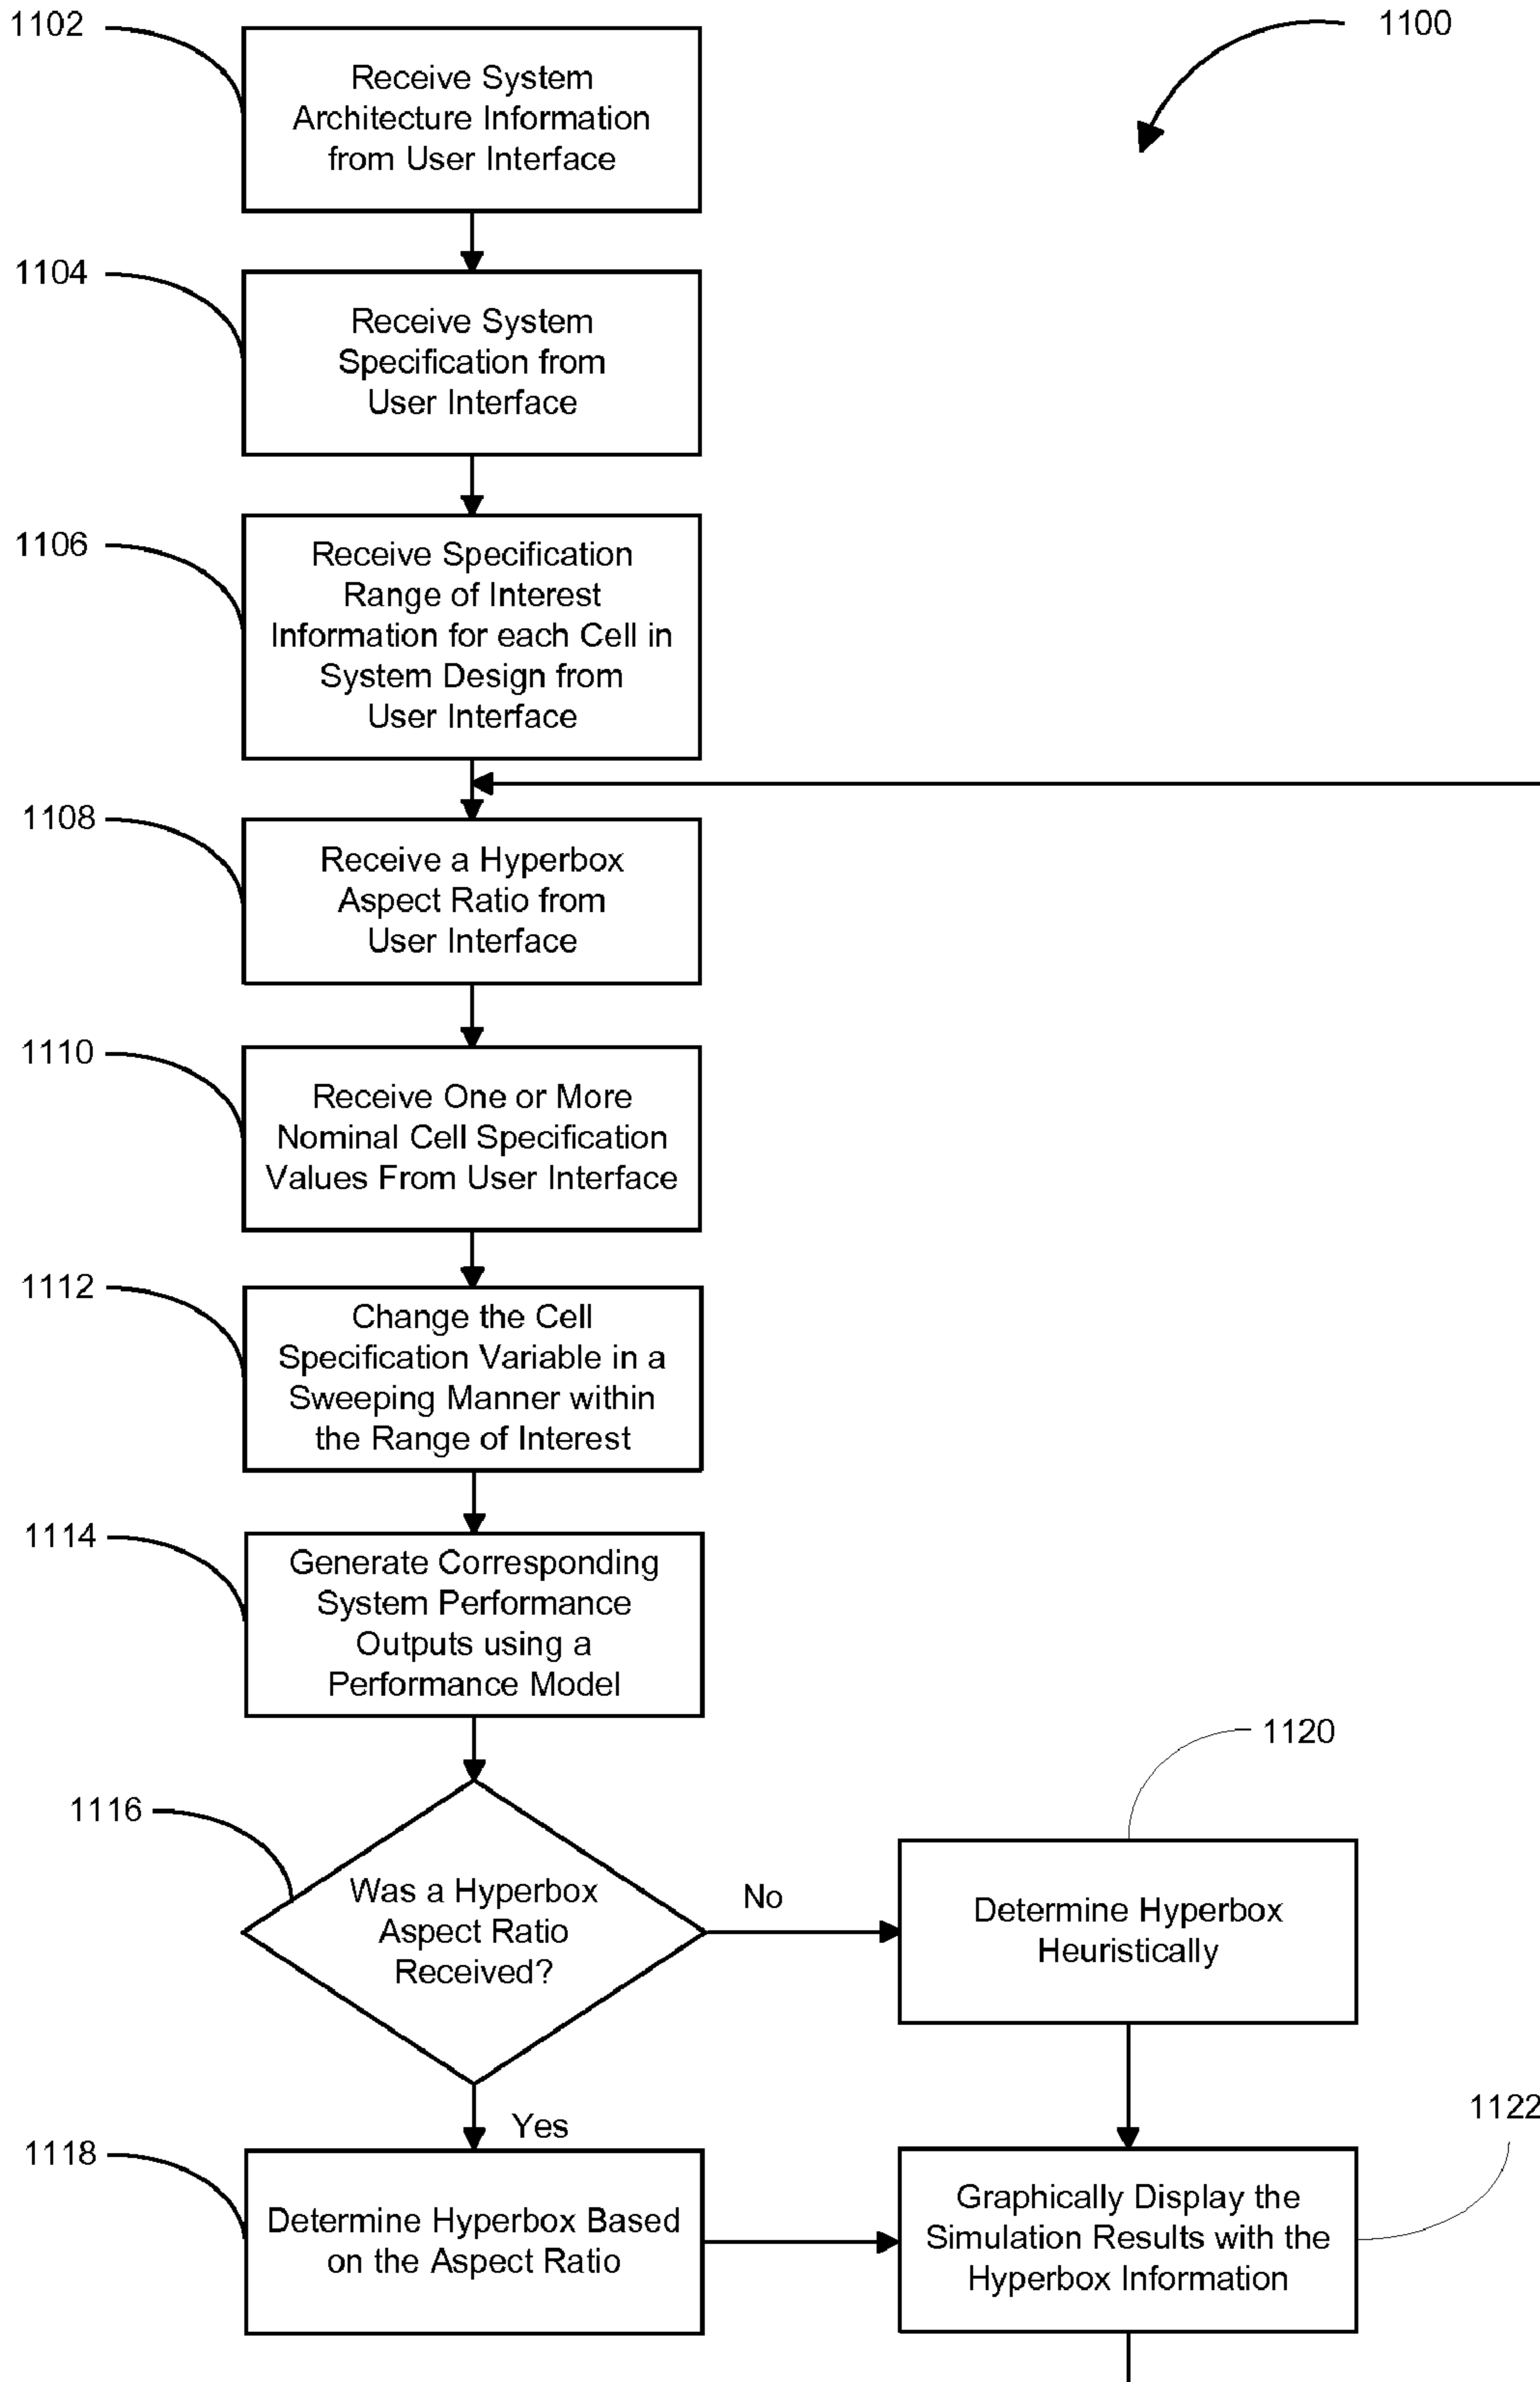 1102
1100
Receive System
Architecture Information
from User Interface
1104
Receive System
Specification from
User Interface
1106
Receive Specification
Range of Interest
Information for each Cell in
System Design from
User Interface
1108
Receive a Hyperbox
Aspect Ratio from
User Interface
1110
Receive One or More
Nominal Cell Specification
Values From User Interface
1112
Change the Cell
Specification Variable in a
Sweeping Manner within
the Range of Interest
1114
Generate Corresponding
System Performance
Outputs using a
Performance Model
1116
Was a Hyperbox
Aspect Ratio
Received?
No
1120
Determine Hyperbox
Heuristically
Yes
1118
Determine Hyperbox Based
on the Aspect Ratio
1122
Graphically Display the
Simulation Results with the
Hyperbox Information